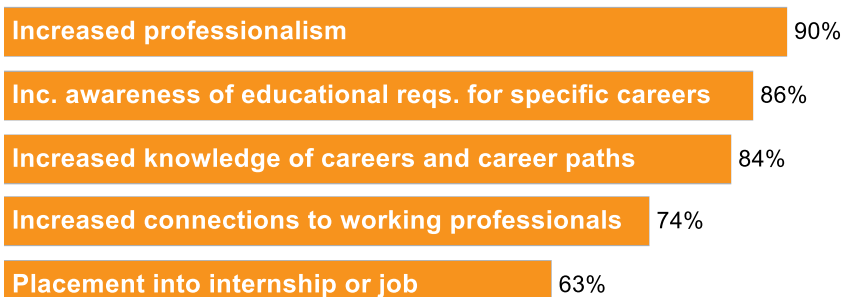 Increased professionalism 90%
Inc. awareness of educational reqs. for specific careers 86%
Increased knowledge of careers and career paths 84%
Increased connections to working professionals 74%
Placement into internship or job 63%